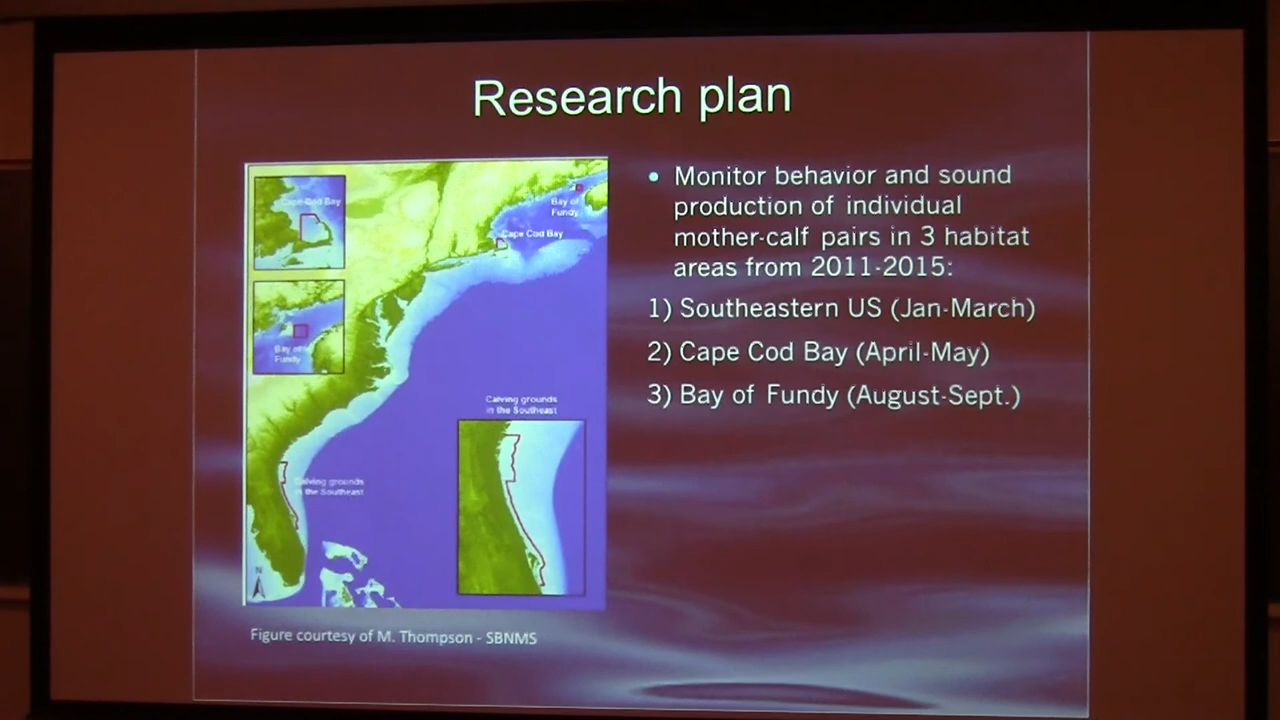 Research plan
Cape Cod Bay
Bay of
Fundy
Cape Cod Bay
Bay of
Fundy
Calving grounds
in the Southeast
Calving grounds
in the Southeast
N
Figure courtesy of M. Thompson - SBNMS
• Monitor behavior and sound
production of individual
mother-calf pairs in 3 habitat
areas from 2011-2015:
1) Southeastern US (Jan-March)
2) Cape Cod Bay (April-May)
3) Bay of Fundy (August-Sept.)